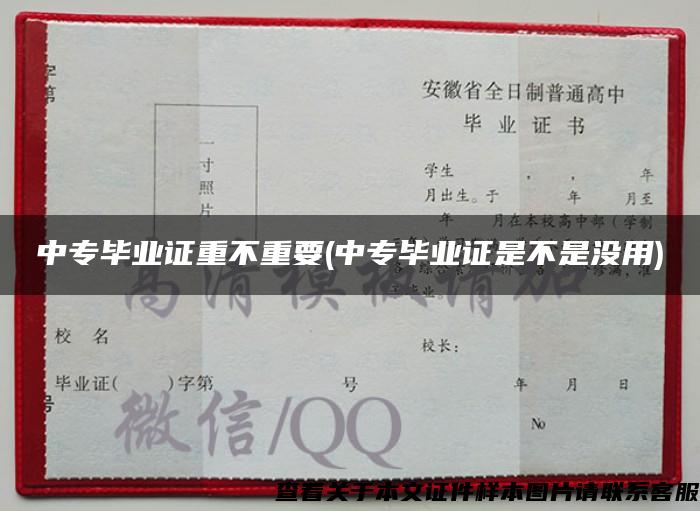 字
第
安徽省全日制普通高中
毕业证书
一寸照片
学生 ， ， 年
月出生。于 年 月至
年 月在本校高中部（学制
中专毕业证重不重要(中专毕业证是不是没用)
高清模板请加
毕业。
校名
校长：
毕业证( )字第 号
年 月 日
号
微信/QQ
№
查看关于本文证件样本图片请联系客服